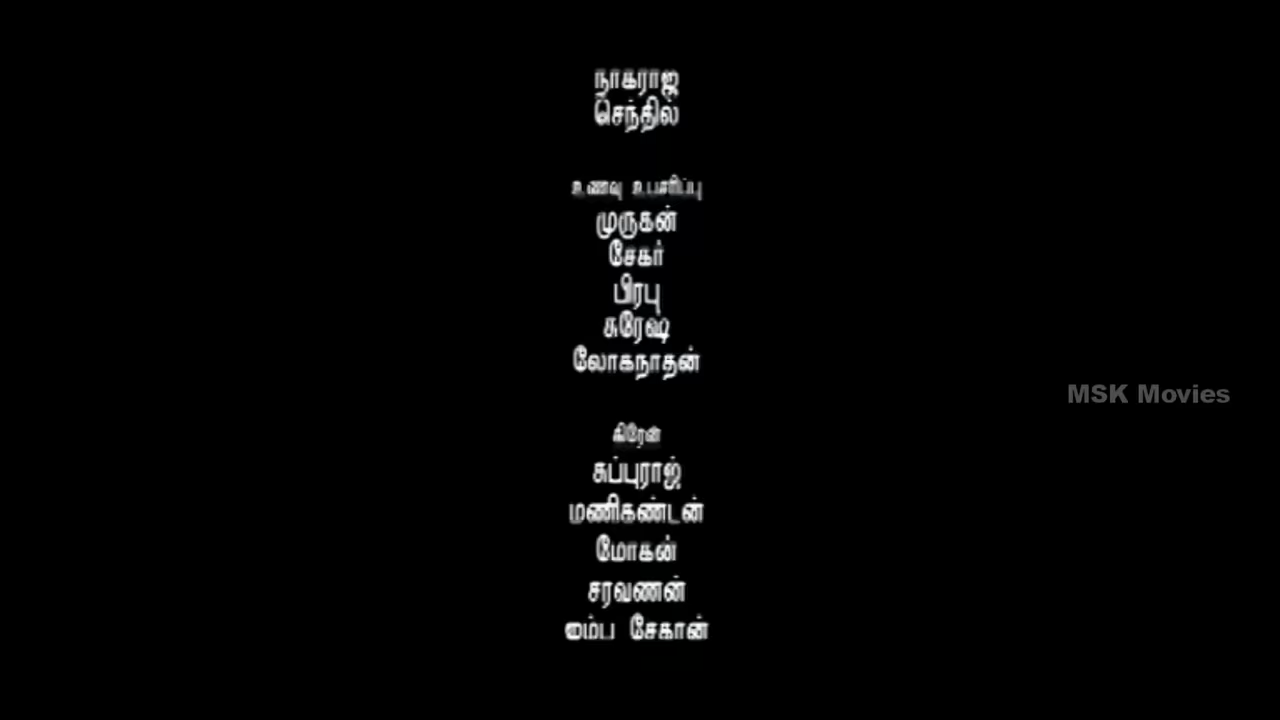 நாகராஜ
செந்தில்
உணவு உபசரிப்பு
முருகன்
சேகர்
பிரபு
சுரேஷ்
லோகநாதன்
MSK Movies
கிரேன்
சுப்புராஜ்
மணிகண்டன்
மோகன்
சரவணன்